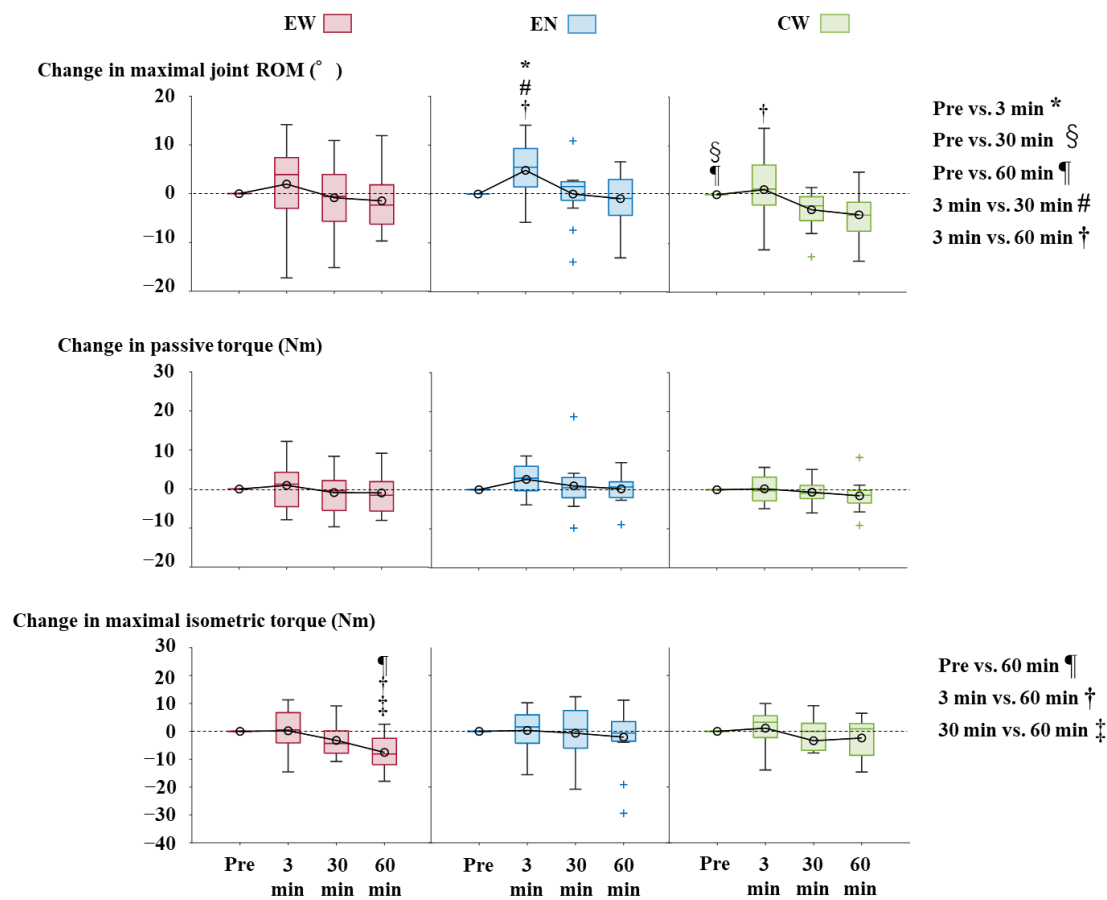 EW EN CW
Change in maximal joint ROM (°)
*
#
†
†
§
¶
20
10
0
−10
−20
Pre vs. 3 min *
Pre vs. 30 min §
Pre vs. 60 min ¶
3 min vs. 30 min #
3 min vs. 60 min †
Change in passive torque (Nm)
30
20
10
0
−10
−20
Change in maximal isometric torque (Nm)
¶
†
‡
30
20
10
0
−10
−20
−30
−40
Pre vs. 60 min ¶
3 min vs. 60 min †
30 min vs. 60 min ‡
Pre 3 30 60 Pre 3 30 60 Pre 3 30 60
min min min min min min min min min